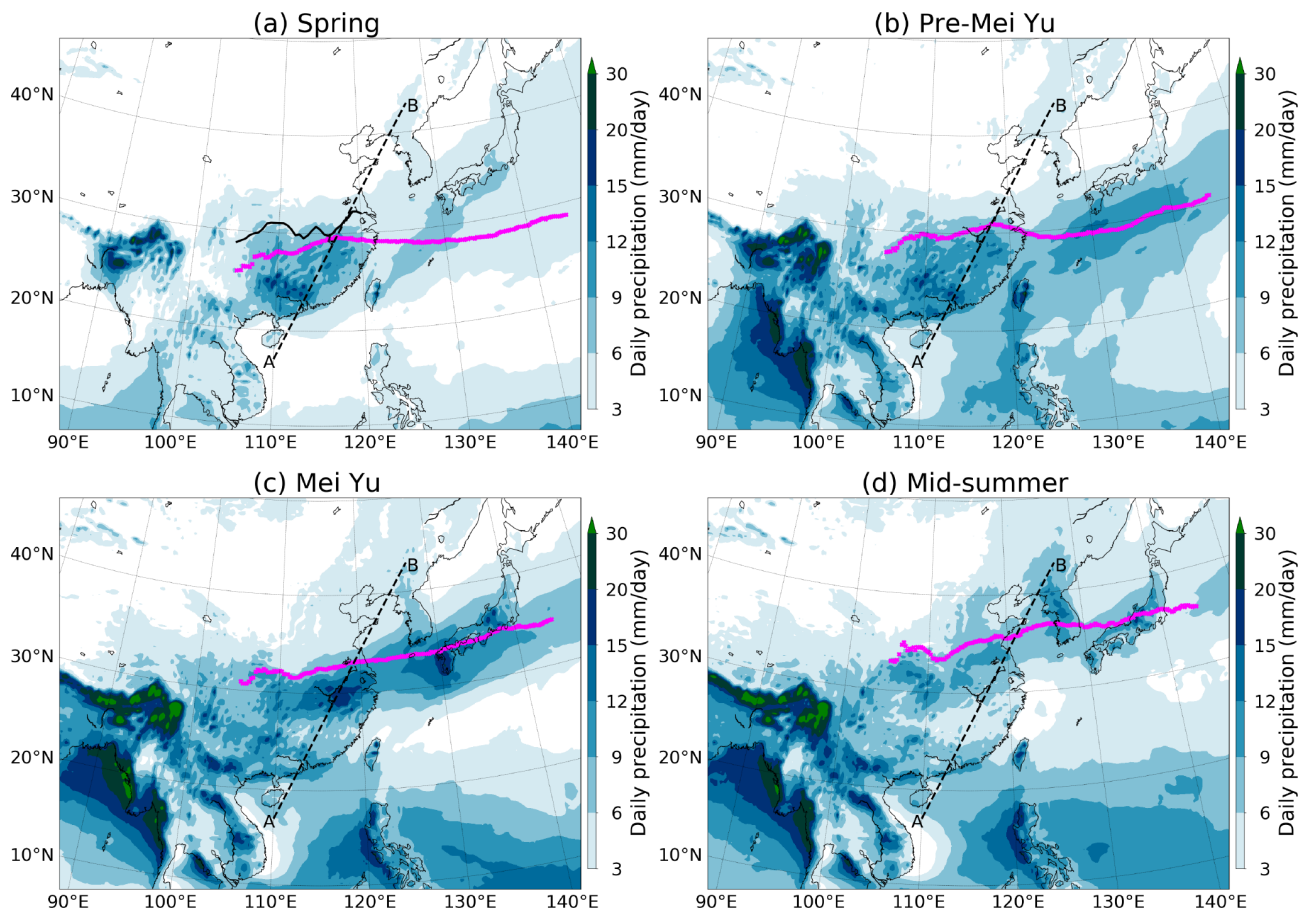 (a) Spring
(b) Pre-Mei Yu
40°N
30°N
20°N
10°N
90°E 100°E 110°E 120°E 130°E 140°E
A
B
30
20
15
12
9
6
3
Daily precipitation (mm/day)
40°N
30°N
20°N
10°N
90°E 100°E 110°E 120°E 130°E 140°E
A
B
30
20
15
12
9
6
3
Daily precipitation (mm/day)
(c) Mei Yu
(d) Mid-summer
40°N
30°N
20°N
10°N
90°E 100°E 110°E 120°E 130°E 140°E
A
B
30
20
15
12
9
6
3
Daily precipitation (mm/day)
40°N
30°N
20°N
10°N
90°E 100°E 110°E 120°E 130°E 140°E
A
B
30
20
15
12
9
6
3
Daily precipitation (mm/day)